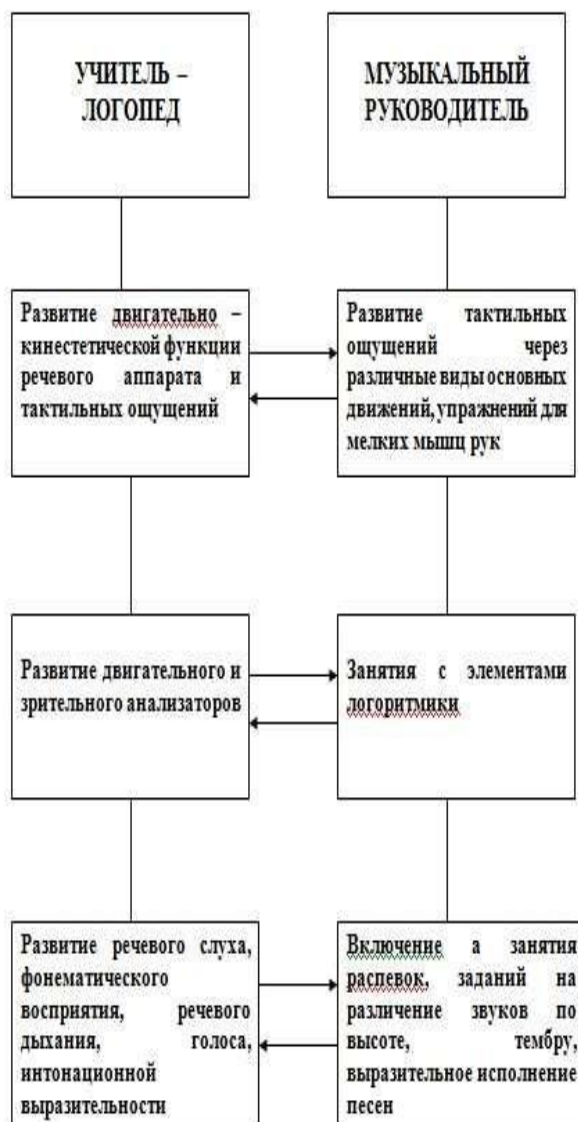 УЧИТЕЛЬ –
ЛОГОПЕД
МУЗЫКАЛЬНЫЙ
РУКОВОДИТЕЛЬ
Развитие двигательно –
кинестетической функции
речевого аппарата и
тактильных ощущений
Развитие тактильных
ощущений через
различные виды основных
движений, упражнений для
мелких мышц рук
Развитие двигательного и
зрительного анализаторов
Занятия с элементами
логоритмики
Развитие речевого слуха,
фонематического
восприятия, речевого
дыхания, голоса,
интонационной
выразительности
Включение а занятия
распевок, заданий на
различение звуков по
высоте, тембру,
выразительное исполнение
песен